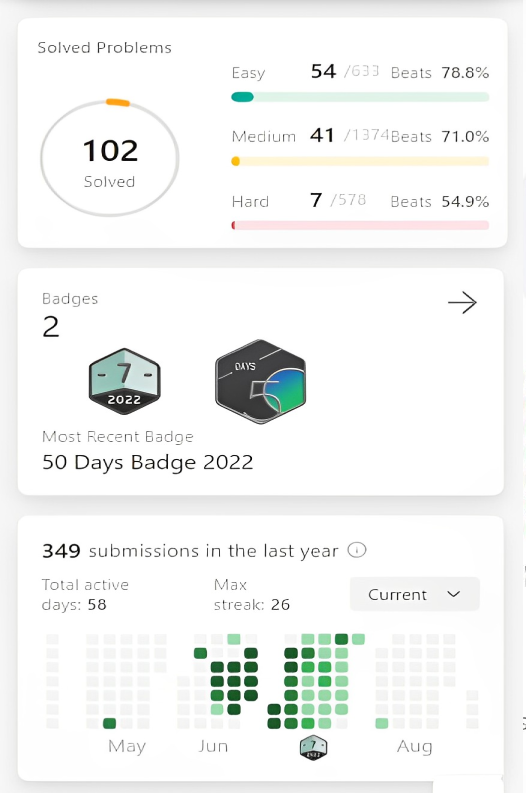 Solved Problems
102
Solved
Easy 54 /633 Beats 78.8%
Medium 41 /1374 Beats 71.0%
Hard 7 /578 Beats 54.9%
Badges
2
7
2022
DAYS
50
Most Recent Badge
50 Days Badge 2022
349 submissions in the last year
Total active days: 58
Max streak: 26
Current
May Jun 7 Aug